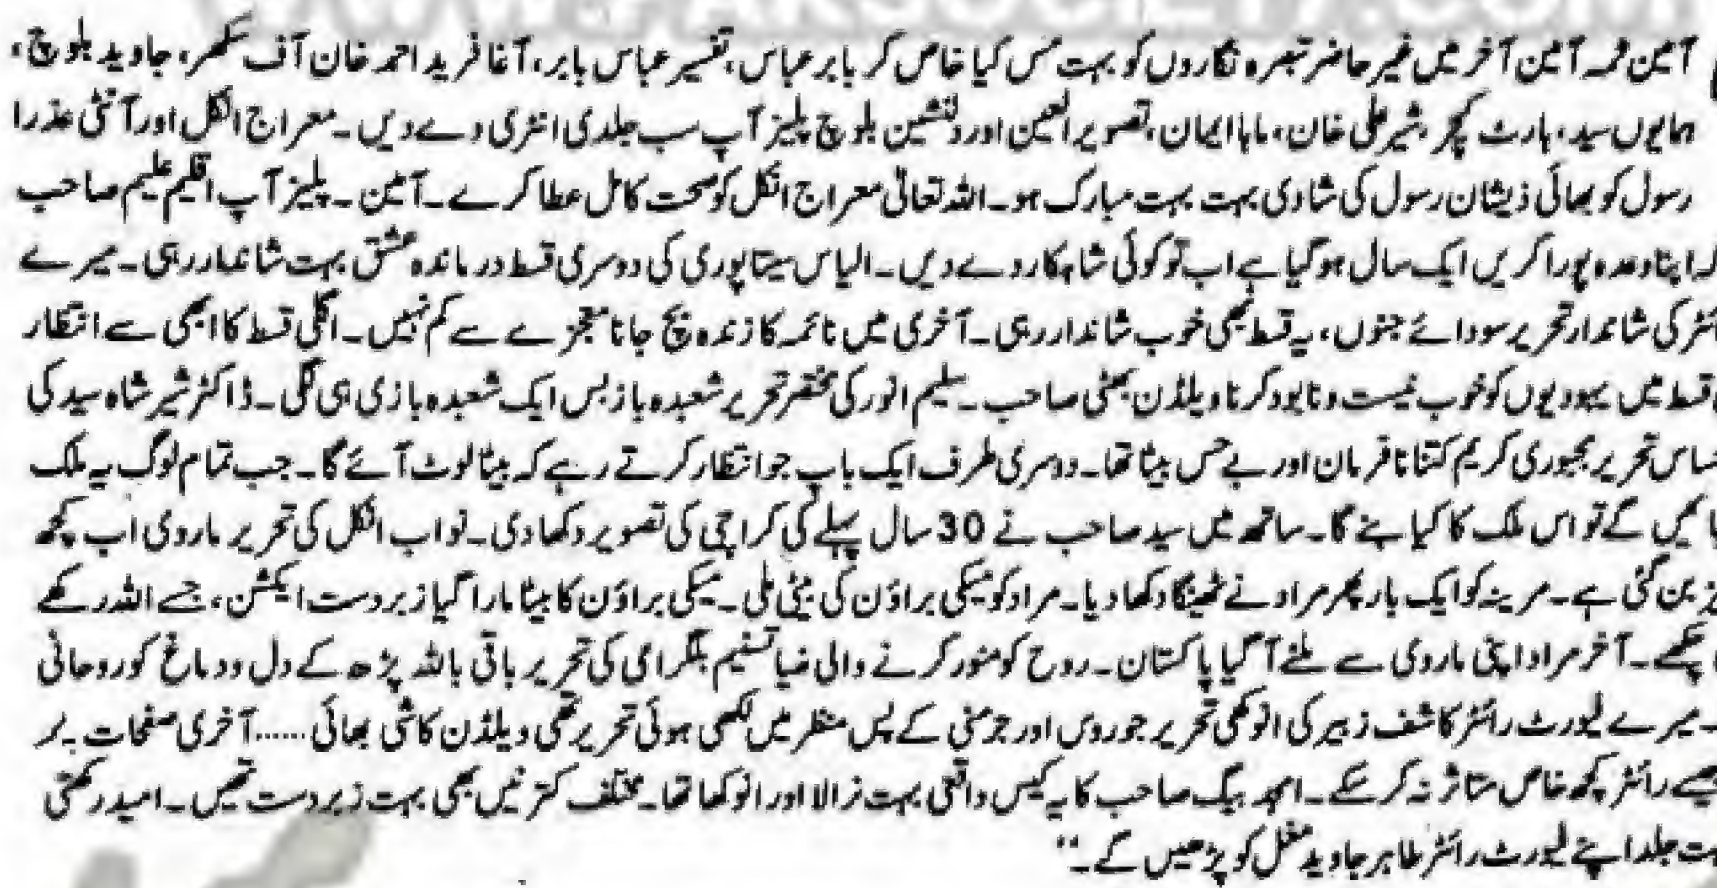 WWW.PAKSOCIETY.COM
آمین ثمہ آمین آخر میں غیر حاضر تبصرہ نگاروں کو بہت مس کیا خاص کر بابر عباس، تفسیر عباس بابر، آغا فرید احمد خان آف سکھر، جاوید بلوچ،
ہمایوں سید، ہارٹ کیچر، شیر علی خان، ماہا ایمان، تصویر العین اور دلنشین بلوچ پلیز آپ سب جلدی انٹری دے دیں۔ معراج انکل اور آنٹی عذرا
رسول کو بھائی ذیشان رسول کی شادی بہت بہت مبارک ہو۔ اللہ تعالیٰ معراج انکل کو صحت کامل عطا کرے۔ آمین۔ پلیز آپ اقلیم علیم صاحب
اپنا وعدہ پورا کریں ایک سال ہو گیا ہے اب تو کوئی شاہکار دے دیں۔ الیاس سیتاپوری کی دوسری قسط درماندہ عشق بہت شاندار رہی۔ میرے
کی شاندار تحریر سودائے جنوں، یہ قسط بھی خوب شاندار رہی۔ آخری میں نائمہ کا زندہ بچ جانا معجزے سے کم نہیں۔ اگلی قسط کا ابھی سے انتظار
قسط میں یہودیوں کو خوب نیست و نابود کرنا ویلڈن بھٹی صاحب۔ سلیم انور کی مختصر تحریر شعبدہ باز بس ایک شعبدہ بازی ہی لگی۔ ڈاکٹر شیر شاہ سید کی
تحریر مجبوری کریم کتنا نافرمان اور بے حس بیٹا تھا۔ دوسری طرف ایک باپ جو انتظار کرتے رہے کہ بیٹا لوٹ آئے گا۔ جب تمام لوگ یہ ملک
گے تو اس ملک کا کیا بنے گا۔ ساتھ میں سید صاحب نے 30 سال پہلے کی کراچی کی تصویر دکھا دی۔ نواب انکل کی تحریر ماروی اب کچھ
بن گئی ہے۔ مرینہ کو ایک بار پھر مراد نے ٹھینگا دکھا دیا۔ مراد کو میکی براؤن کی بیٹی ملی۔ میکی براؤن کا بیٹا مارا گیا زبردست ایکشن، جسے اللہ رکھے
چکھے۔ آخر مراد اپنی ماروی سے ملنے آ گیا پاکستان۔ روح کو منور کرنے والی ضیا تسنیم بلگرامی کی تحریر باقی باللہ پڑھ کے دل و دماغ کو روحانی
میرے فیورٹ رائٹر کاشف زبیر کی انوکھی تحریر جو روس اور جرمنی کے پس منظر میں لکھی ہوئی تحریر تھی ویلڈن کاشی بھائی...... آخری صفحات پر
جیسے رائٹر کچھ خاص متاثر نہ کر سکے۔ امجد بیگ صاحب کا یہ کیس واقعی بہت نرالا اور انوکھا تھا۔ مختلف کترنیں بھی بہت زبردست تھیں۔ امید رکھتی
جلد اپنے فیورٹ رائٹر طاہر جاوید مغل کو پڑھیں گے۔‘‘